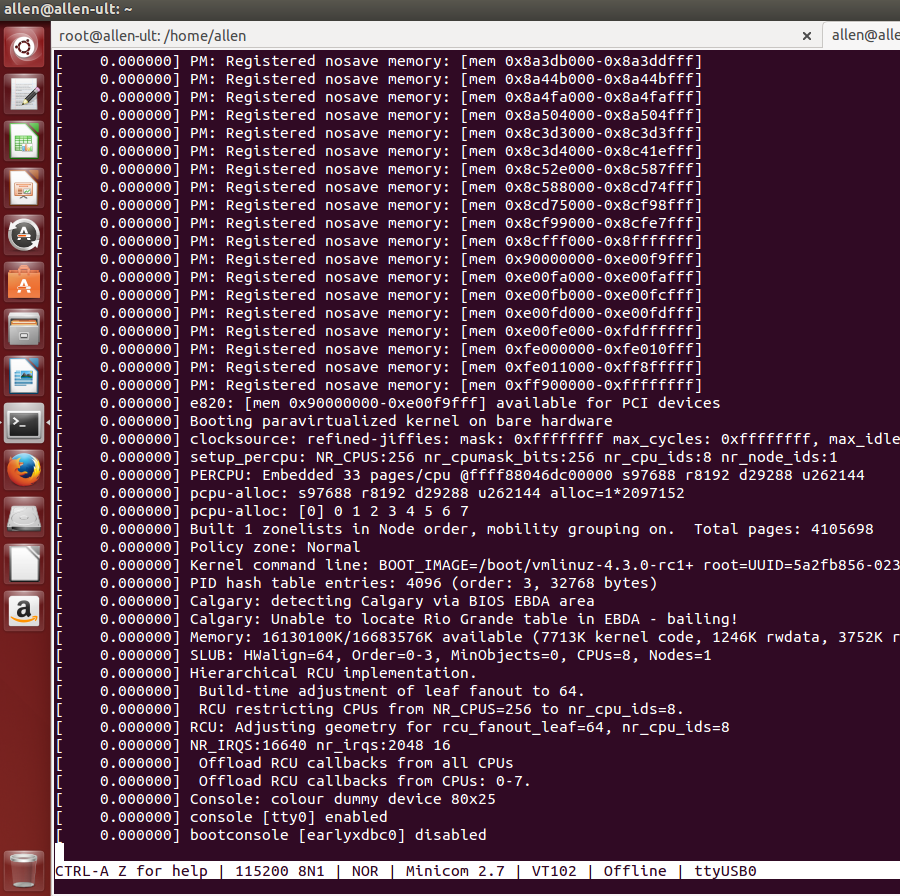 allen@allen-ult: ~
root@allen-ult: /home/allen × allen@alle
[    0.000000] PM: Registered nosave memory: [mem 0x8a3db000-0x8a3ddfff]
[    0.000000] PM: Registered nosave memory: [mem 0x8a44b000-0x8a44bfff]
[    0.000000] PM: Registered nosave memory: [mem 0x8a4fa000-0x8a4fafff]
[    0.000000] PM: Registered nosave memory: [mem 0x8a504000-0x8a504fff]
[    0.000000] PM: Registered nosave memory: [mem 0x8c3d3000-0x8c3d3fff]
[    0.000000] PM: Registered nosave memory: [mem 0x8c3d4000-0x8c41efff]
[    0.000000] PM: Registered nosave memory: [mem 0x8c52e000-0x8c587fff]
[    0.000000] PM: Registered nosave memory: [mem 0x8c588000-0x8cd74fff]
[    0.000000] PM: Registered nosave memory: [mem 0x8cd75000-0x8cf98fff]
[    0.000000] PM: Registered nosave memory: [mem 0x8cf99000-0x8cfe7fff]
[    0.000000] PM: Registered nosave memory: [mem 0x8cfff000-0x8fffffff]
[    0.000000] PM: Registered nosave memory: [mem 0x90000000-0xe00f9fff]
[    0.000000] PM: Registered nosave memory: [mem 0xe00fa000-0xe00fafff]
[    0.000000] PM: Registered nosave memory: [mem 0xe00fb000-0xe00fcfff]
[    0.000000] PM: Registered nosave memory: [mem 0xe00fd000-0xe00fdfff]
[    0.000000] PM: Registered nosave memory: [mem 0xe00fe000-0xfdffffff]
[    0.000000] PM: Registered nosave memory: [mem 0xfe000000-0xfe010fff]
[    0.000000] PM: Registered nosave memory: [mem 0xfe011000-0xff8fffff]
[    0.000000] PM: Registered nosave memory: [mem 0xff900000-0xffffffff]
[    0.000000] e820: [mem 0x90000000-0xe00f9fff] available for PCI devices
[    0.000000] Booting paravirtualized kernel on bare hardware
[    0.000000] clocksource: refined-jiffies: mask: 0xffffffff max_cycles: 0xffffffff, max_idle
[    0.000000] setup_percpu: NR_CPUS:256 nr_cpumask_bits:256 nr_cpu_ids:8 nr_node_ids:1
[    0.000000] PERCPU: Embedded 33 pages/cpu @ffff88046dc00000 s97688 r8192 d29288 u262144
[    0.000000] pcpu-alloc: s97688 r8192 d29288 u262144 alloc=1*2097152
[    0.000000] pcpu-alloc: [0] 0 1 2 3 4 5 6 7
[    0.000000] Built 1 zonelists in Node order, mobility grouping on.  Total pages: 4105698
[    0.000000] Policy zone: Normal
[    0.000000] Kernel command line: BOOT_IMAGE=/boot/vmlinuz-4.3.0-rc1+ root=UUID=5a2fb856-023
[    0.000000] PID hash table entries: 4096 (order: 3, 32768 bytes)
[    0.000000] Calgary: detecting Calgary via BIOS EBDA area
[    0.000000] Calgary: Unable to locate Rio Grande table in EBDA - bailing!
[    0.000000] Memory: 16130100K/16683576K available (7713K kernel code, 1246K rwdata, 3752K r
[    0.000000] SLUB: HWalign=64, Order=0-3, MinObjects=0, CPUs=8, Nodes=1
[    0.000000] Hierarchical RCU implementation.
[    0.000000]  Build-time adjustment of leaf fanout to 64.
[    0.000000]  RCU restricting CPUs from NR_CPUS=256 to nr_cpu_ids=8.
[    0.000000] RCU: Adjusting geometry for rcu_fanout_leaf=64, nr_cpu_ids=8
[    0.000000] NR_IRQS:16640 nr_irqs:2048 16
[    0.000000]  Offload RCU callbacks from all CPUs
[    0.000000]  Offload RCU callbacks from CPUs: 0-7.
[    0.000000] Console: colour dummy device 80x25
[    0.000000] console [tty0] enabled
[    0.000000] bootconsole [earlyxdbc0] disabled
CTRL-A Z for help | 115200 8N1 | NOR | Minicom 2.7 | VT102 | Offline | ttyUSB0